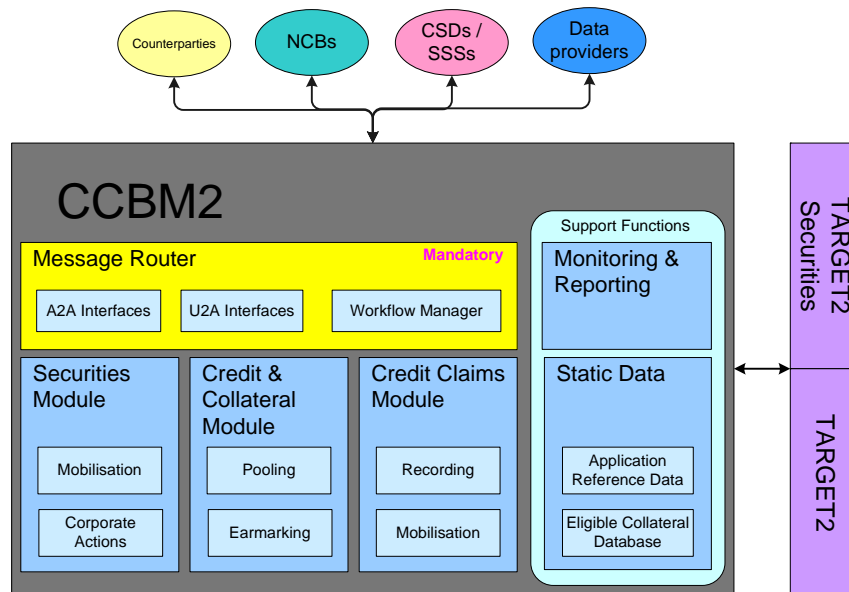 Counterparties
NCBs
CSDs /
SSSs
Data
providers
CCBM2
Support Functions
Message Router
Mandatory
A2A Interfaces
U2A Interfaces
Workflow Manager
Monitoring &
Reporting
Securities
Module
Mobilisation
Corporate
Actions
Credit &
Collateral
Module
Pooling
Earmarking
Credit Claims
Module
Recording
Mobilisation
Static Data
Application
Reference Data
Eligible Collateral
Database
TARGET2
Securities
TARGET2